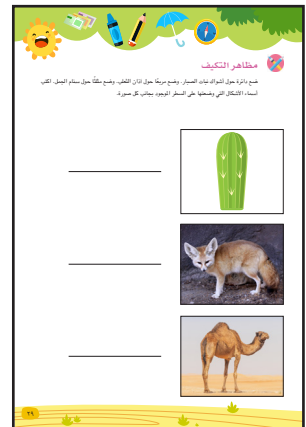 مظاهر التكيف
ضع دائرة حول أشواك نبات الصبار. وضع مربعًا حول أذان الثعلب. وضع مثلثًا حول سنام الجمل. اكتب
أسماء الأشكال التي وضعتها على السطر الموجود بجانب كل صورة.
٢٩